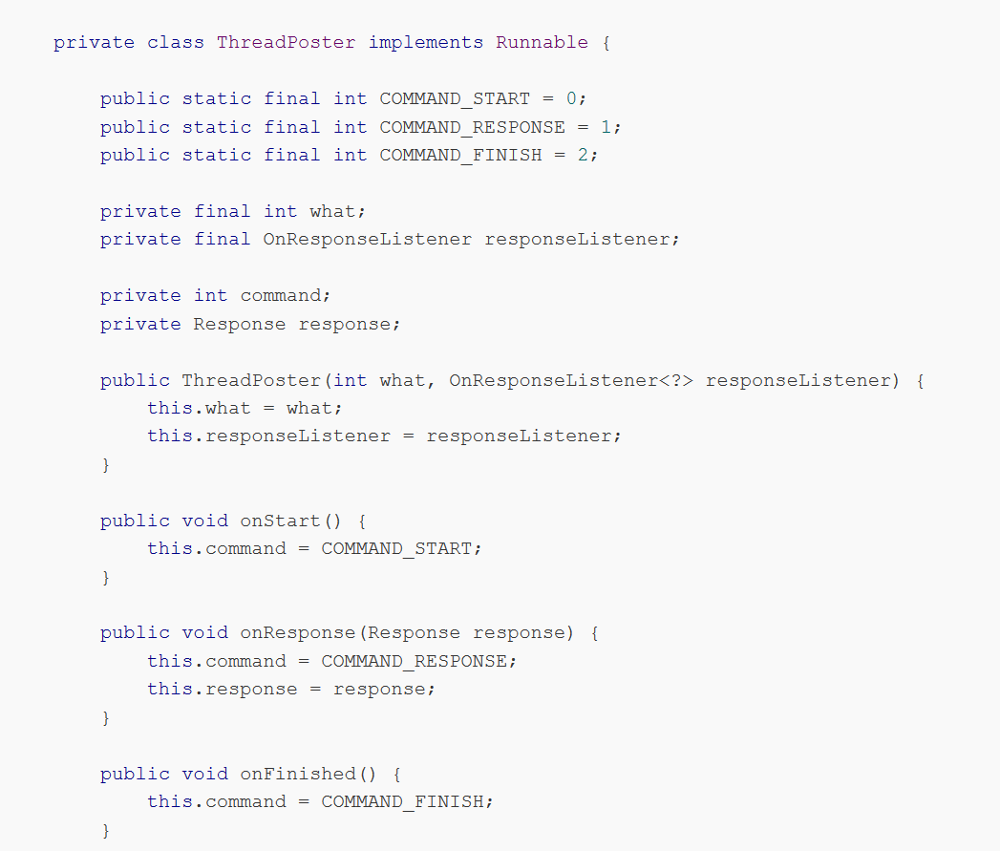 private class ThreadPoster implements Runnable {
public static final int COMMAND_START = 0;
public static final int COMMAND_RESPONSE = 1;
public static final int COMMAND_FINISH = 2;
private final int what;
private final OnResponseListener responseListener;
private int command;
private Response response;
public ThreadPoster(int what, OnResponseListener<?> responseListener) {
this.what = what;
this.responseListener = responseListener;
}
public void onStart() {
this.command = COMMAND_START;
}
public void onResponse(Response response) {
this.command = COMMAND_RESPONSE;
this.response = response;
}
public void onFinished() {
this.command = COMMAND_FINISH;
}